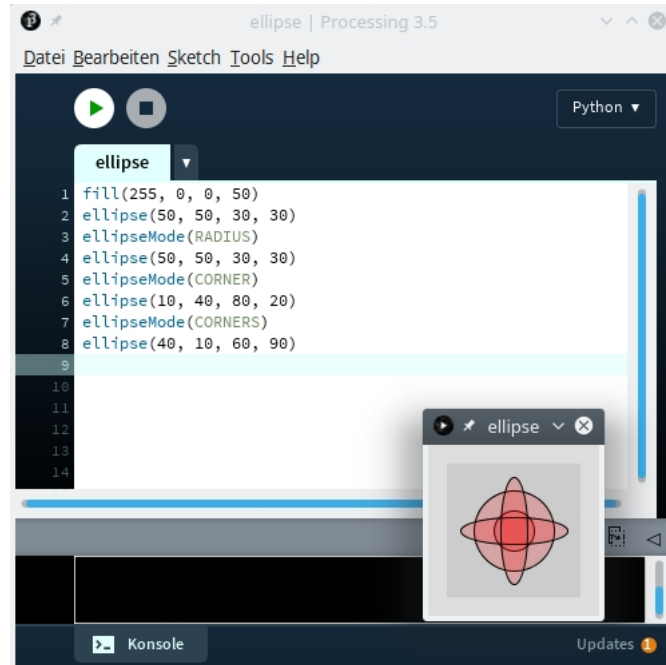 ellipse | Processing 3.5
Datei Bearbeiten Sketch Tools Help
Python ▼
ellipse ▼
1 fill(255, 0, 0, 50)
2 ellipse(50, 50, 30, 30)
3 ellipseMode(RADIUS)
4 ellipse(50, 50, 30, 30)
5 ellipseMode(CORNER)
6 ellipse(10, 40, 80, 20)
7 ellipseMode(CORNERS)
8 ellipse(40, 10, 60, 90)
9
10
11
12
13
14
ellipse
>_ Konsole
Updates 1